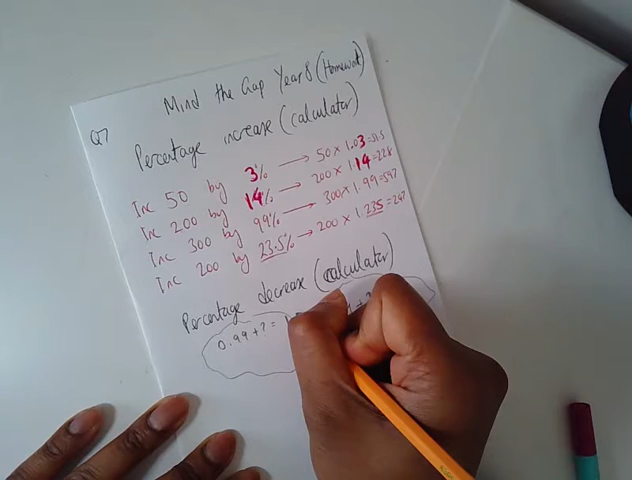 Mind the Gap Year 8 (Homework)
Q7
Percentage increase (calculator)
Inc 50 by 3% → 50 x 1.03=51.5
Inc 200 by 14% → 200 x 1.14=228
Inc 300 by 99% → 300 x 1.99=597
Inc 200 by 23.5% → 200 x 1.235=247
Percentage decrease (calculator)
0.99+?=